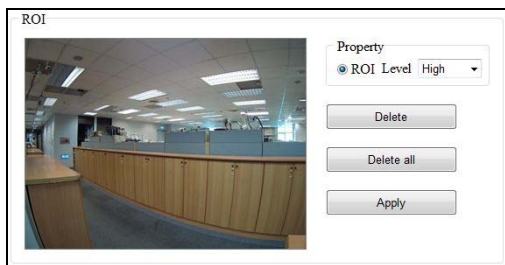 ROI
Property
ROI Level High
Delete
Delete all
Apply